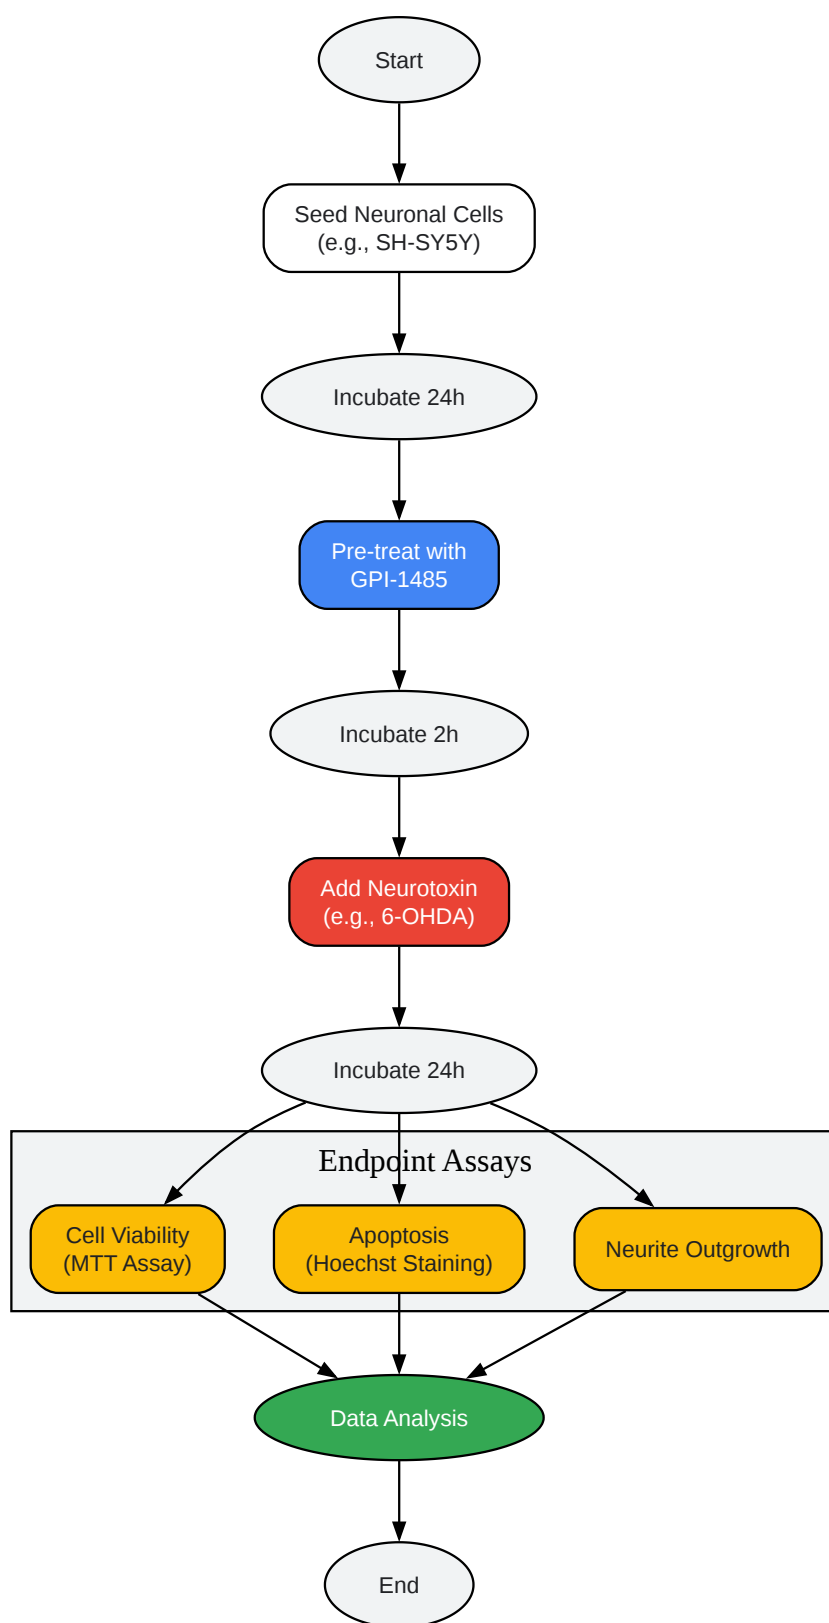 Start
Seed Neuronal Cells
(e.g., SH-SY5Y)
Incubate 24h
Pre-treat with
GPI-1485
Incubate 2h
Add Neurotoxin
(e.g., 6-OHDA)
Incubate 24h
Endpoint Assays
Cell Viability
(MTT Assay)
Apoptosis
(Hoechst Staining)
Neurite Outgrowth
Data Analysis
End